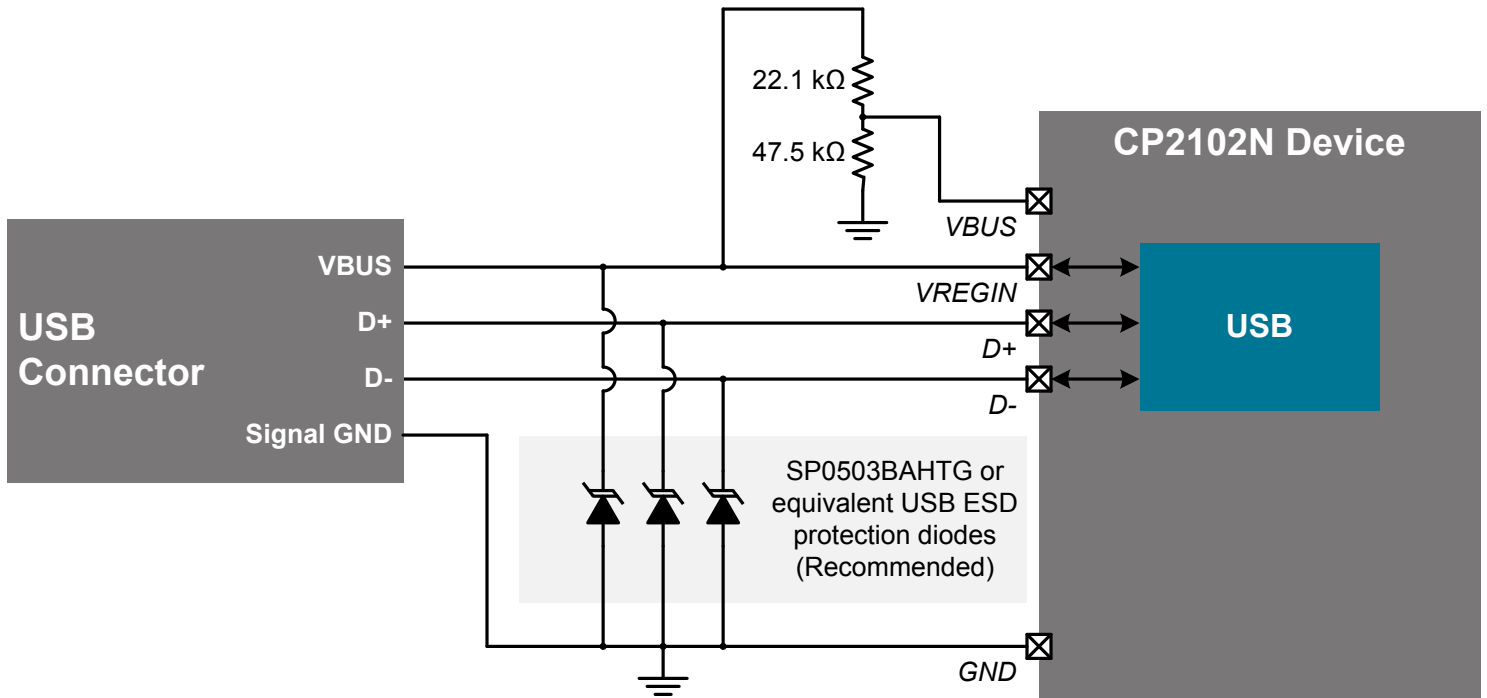 22.1 kΩ
47.5 kΩ
CP2102N Device
VBUS
VBUS
VREGIN
USB
Connector
D+
D+
USB
D-
D-
Signal GND
SP0503BAHTG or
equivalent USB ESD
protection diodes
(Recommended)
GND